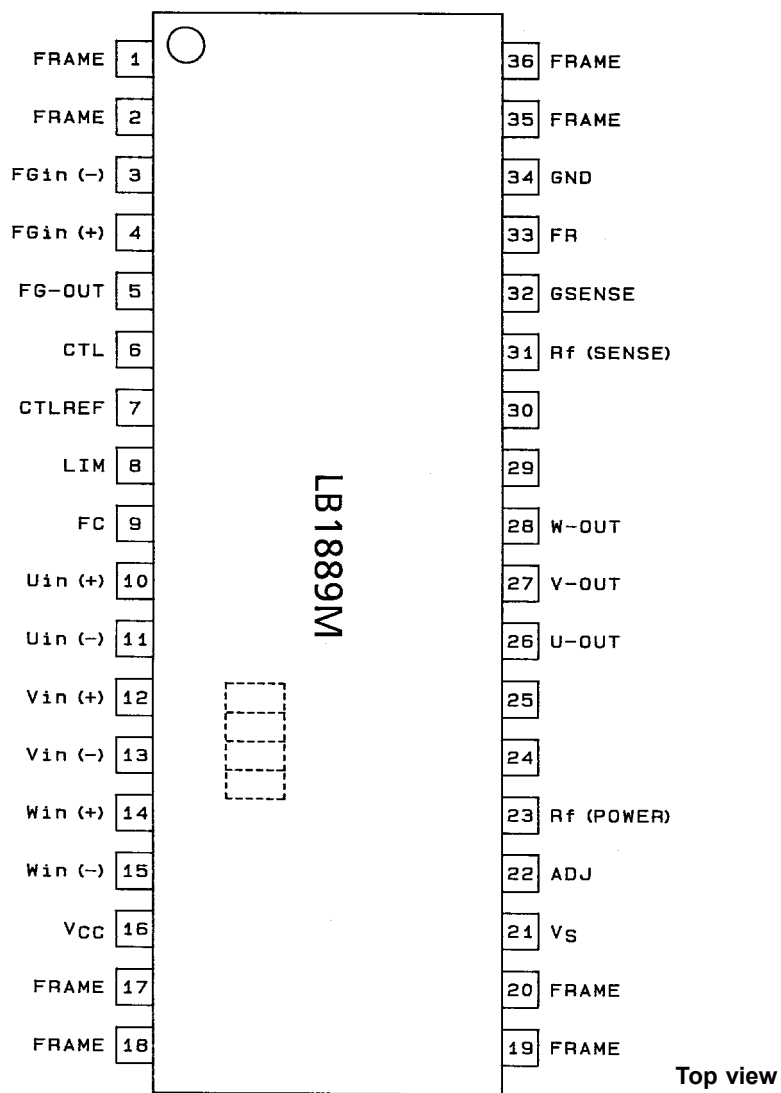 FRAME 1
FRAME 2
FGin (-) 3
FGin (+) 4
FG-OUT 5
CTL 6
CTLREF 7
LIM 8
FC 9
Uin (+) 10
Uin (-) 11
Vin (+) 12
Vin (-) 13
Win (+) 14
Win (-) 15
VCC 16
FRAME 17
FRAME 18
LB1889M
36 FRAME
35 FRAME
34 GND
33 FR
32 GSENSE
31 Rf (SENSE)
30
29
28 W-OUT
27 V-OUT
26 U-OUT
25
24
23 Rf (POWER)
22 ADJ
21 VS
20 FRAME
19 FRAME
Top view